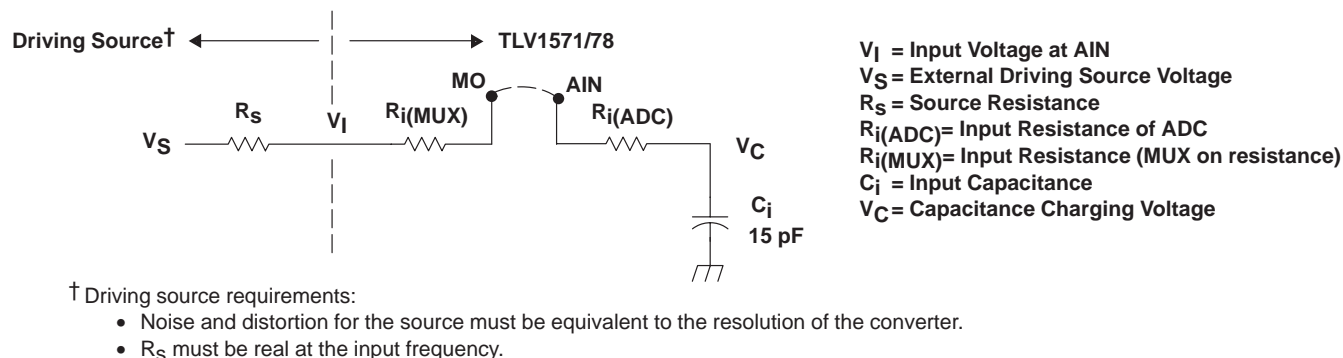 Driving Source† TLV1571/78
MO AIN
Rs VI Ri(MUX) Ri(ADC)
VS VC
Ci
15 pF
VI = Input Voltage at AIN
VS = External Driving Source Voltage
Rs = Source Resistance
Ri(ADC)= Input Resistance of ADC
Ri(MUX)= Input Resistance (MUX on resistance)
Ci = Input Capacitance
VC = Capacitance Charging Voltage
† Driving source requirements:
• Noise and distortion for the source must be equivalent to the resolution of the converter.
• Rs must be real at the input frequency.